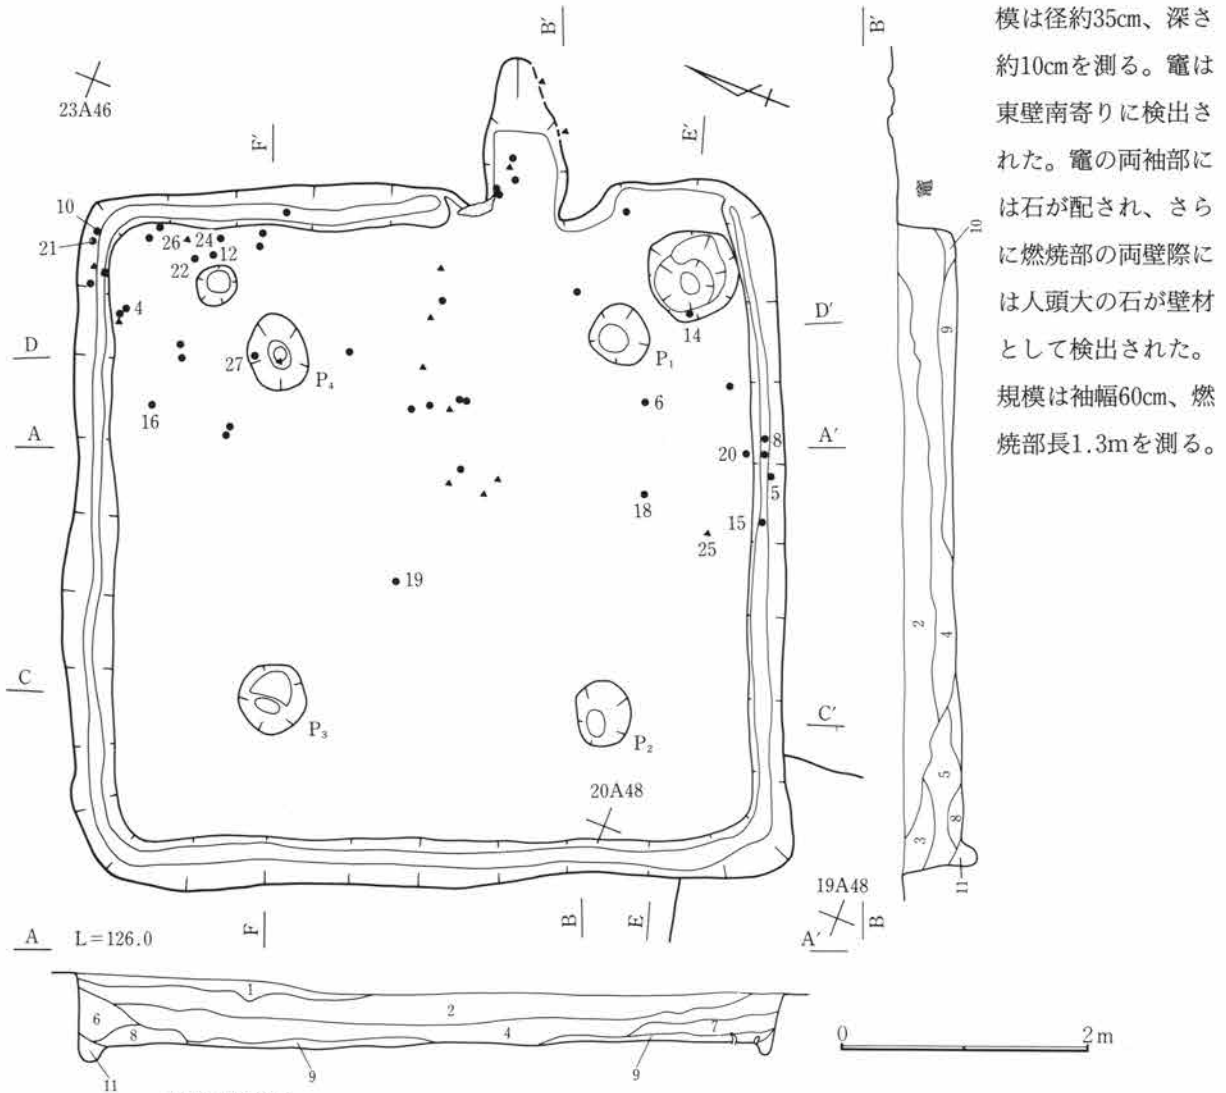 模は径約35cm、深さ
約10cmを測る。竈は
東壁南寄りに検出さ
れた。竈の両袖部に
は石が配され、さら
に燃焼部の両壁際に
は人頭大の石が壁材
として検出された。
規模は袖幅60cm、燃
焼部長1.3mを測る。
B′
B′
23A46
F′
E′
竈
10
21
26
24
12
22
4
D
27
P₄
16
A
14
D′
P₁
6
A′
8
20
5
18
15
25
19
C
P₃
P₂
C′
20A48
19A48
F
B
E
B
10
9
2
4
5
3
8
11
A
L=126.0
A′
1
2
6
8
4
7
11
9
9
0
2m